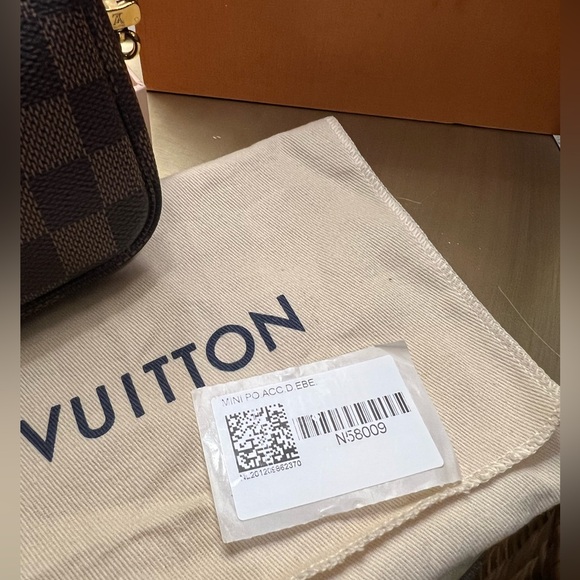 VUITTON
MINI PO.ACC D.EBE.
N58009